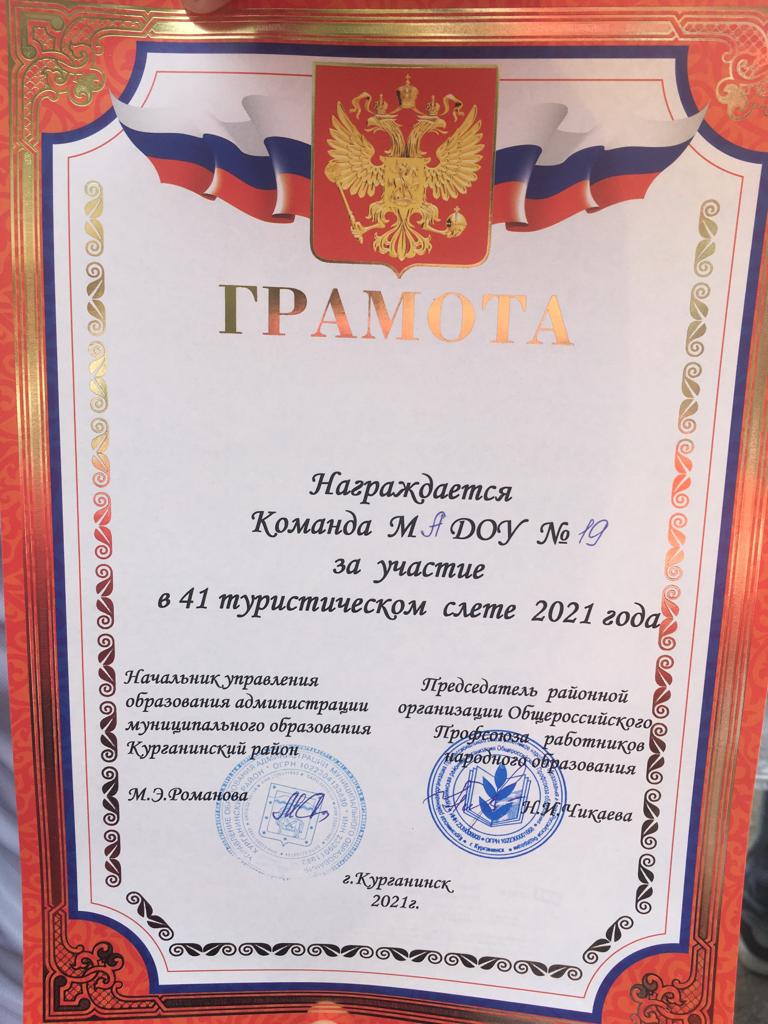 ГРАМОТА
Награждается
Команда МАДОУ № 19
за участие
в 41 туристическом слете 2021 года
Начальник управления
образования администрации
муниципального образования
Курганинский район
М.Э.Романова
Председатель районной
организации Общероссийского
Профсоюза работников
народного образования
Н.И.Чикаева
г.Курганинск
2021г.